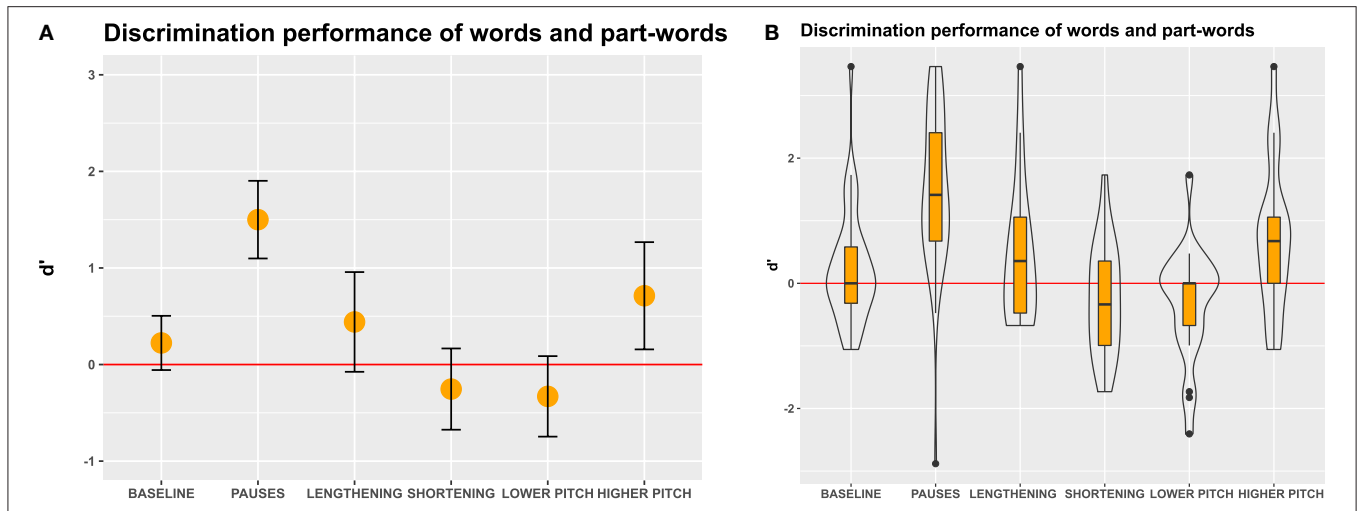 A
Discrimination performance of words and part-words
d'
3
2
1
0
-1
BASELINE PAUSES LENGTHENING SHORTENING LOWER PITCH HIGHER PITCH
B
Discrimination performance of words and part-words
d'
2
0
-2
BASELINE PAUSES LENGTHENING SHORTENING LOWER PITCH HIGHER PITCH